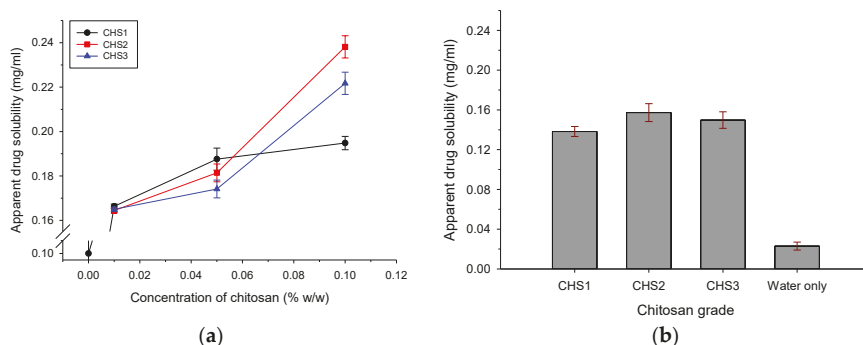 CHS1
CHS2
CHS3
Apparent drug solubility (mg/ml)
0.24
0.22
0.20
0.18
0.16
0.10
0.00 0.02 0.04 0.06 0.08 0.10 0.12
Concentration of chitosan (% w/w)
(a)
Apparent drug solubility (mg/ml)
0.24
0.20
0.16
0.12
0.08
0.04
0.00
CHS1 CHS2 CHS3 Water only
Chitosan grade
(b)